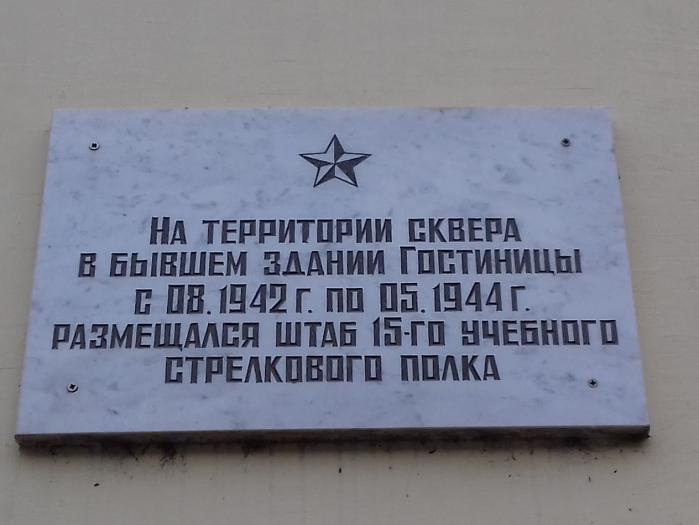 На территории сквера
в бывшем здании Гостиницы
с 08.1942 г. по 05.1944 г.
размещался штаб 15-го учебного
стрелкового полка